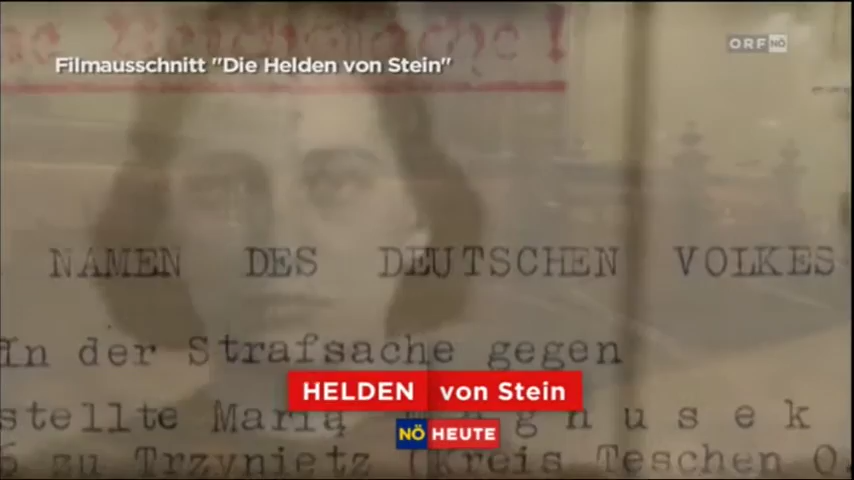 Filmausschnitt "Die Helden von Stein"
ORF NÖ
NAMEN DES DEUTSCHEN VOLKES
In der Strafsache gegen
HELDEN von Stein
stellte Maria M a g n u s e k
NÖ HEUTE
6 zu Trzynietz (Kreis Teschen O.